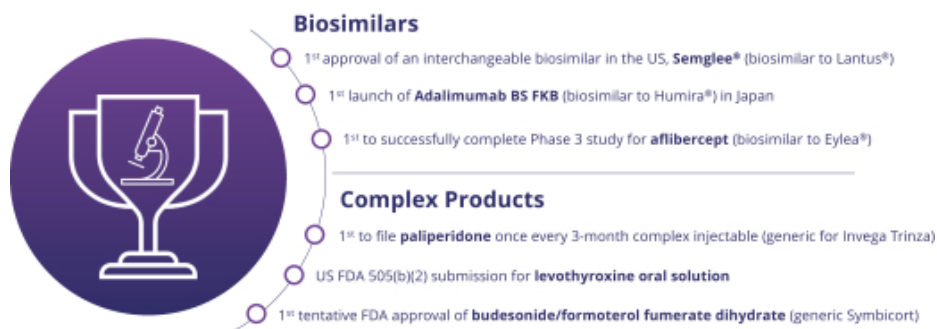 Biosimilars
1st approval of an interchangeable biosimilar in the US, Semglee® (biosimilar to Lantus®)
1st launch of Adalimumab BS FKB (biosimilar to Humira®) in Japan
1st to successfully complete Phase 3 study for aflibercept (biosimilar to Eylea®)
Complex Products
1st to file paliperidone once every 3-month complex injectable (generic for Invega Trinza)
US FDA 505(b)(2) submission for levothyroxine oral solution
1st tentative FDA approval of budesonide/formoterol fumerate dihydrate (generic Symbicort)